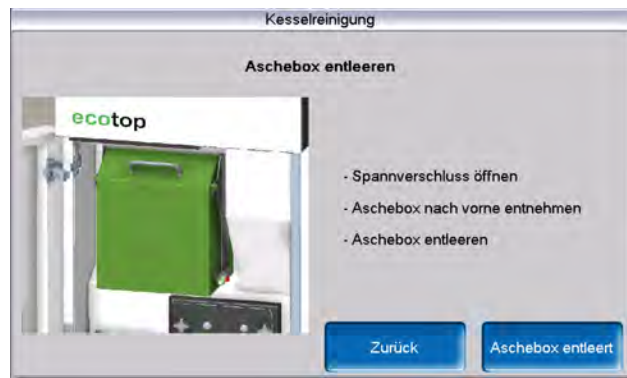 Kesselreinigung
Aschebox entleeren
ecotop
- Spannverschluss öffnen
- Aschebox nach vorne entnehmen
- Aschebox entleeren
Zurück
Aschebox entleert